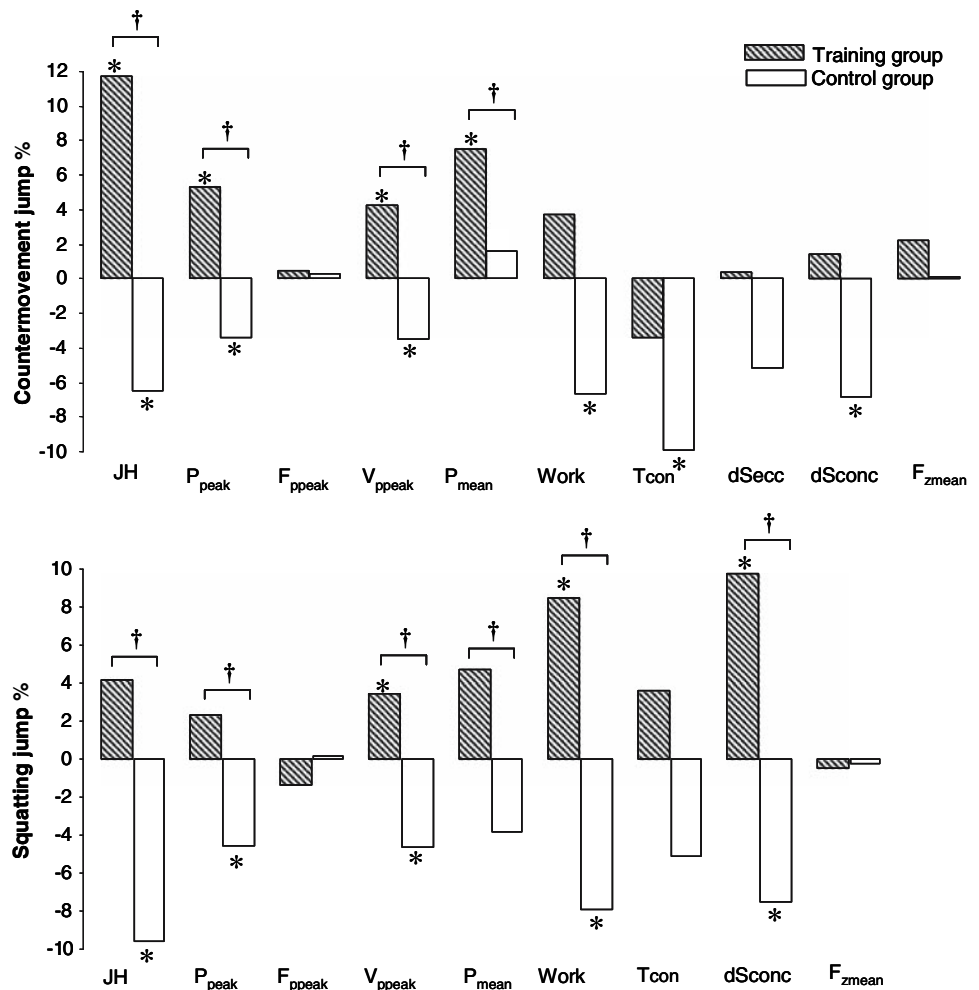 †
Training group
Control group
Countermovement jump %
12
10
8
6
4
2
0
-2
-4
-6
-8
-10
* † * † * † * †
* * * * * *
JH Ppeak Fppeak Vppeak Pmean Work Tcon dSecc dSconc Fzmean
Squatting jump %
10
8
6
4
2
0
-2
-4
-6
-8
-10
† † * † † * † * †
* * * * *
JH Ppeak Fppeak Vppeak Pmean Work Tcon dSconc Fzmean